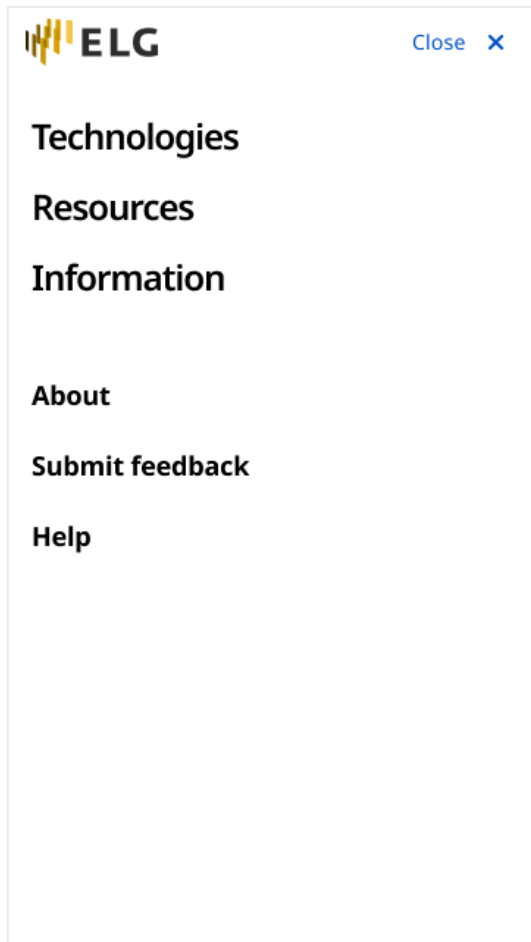 ELG
Close ×
Technologies
Resources
Information
About
Submit feedback
Help